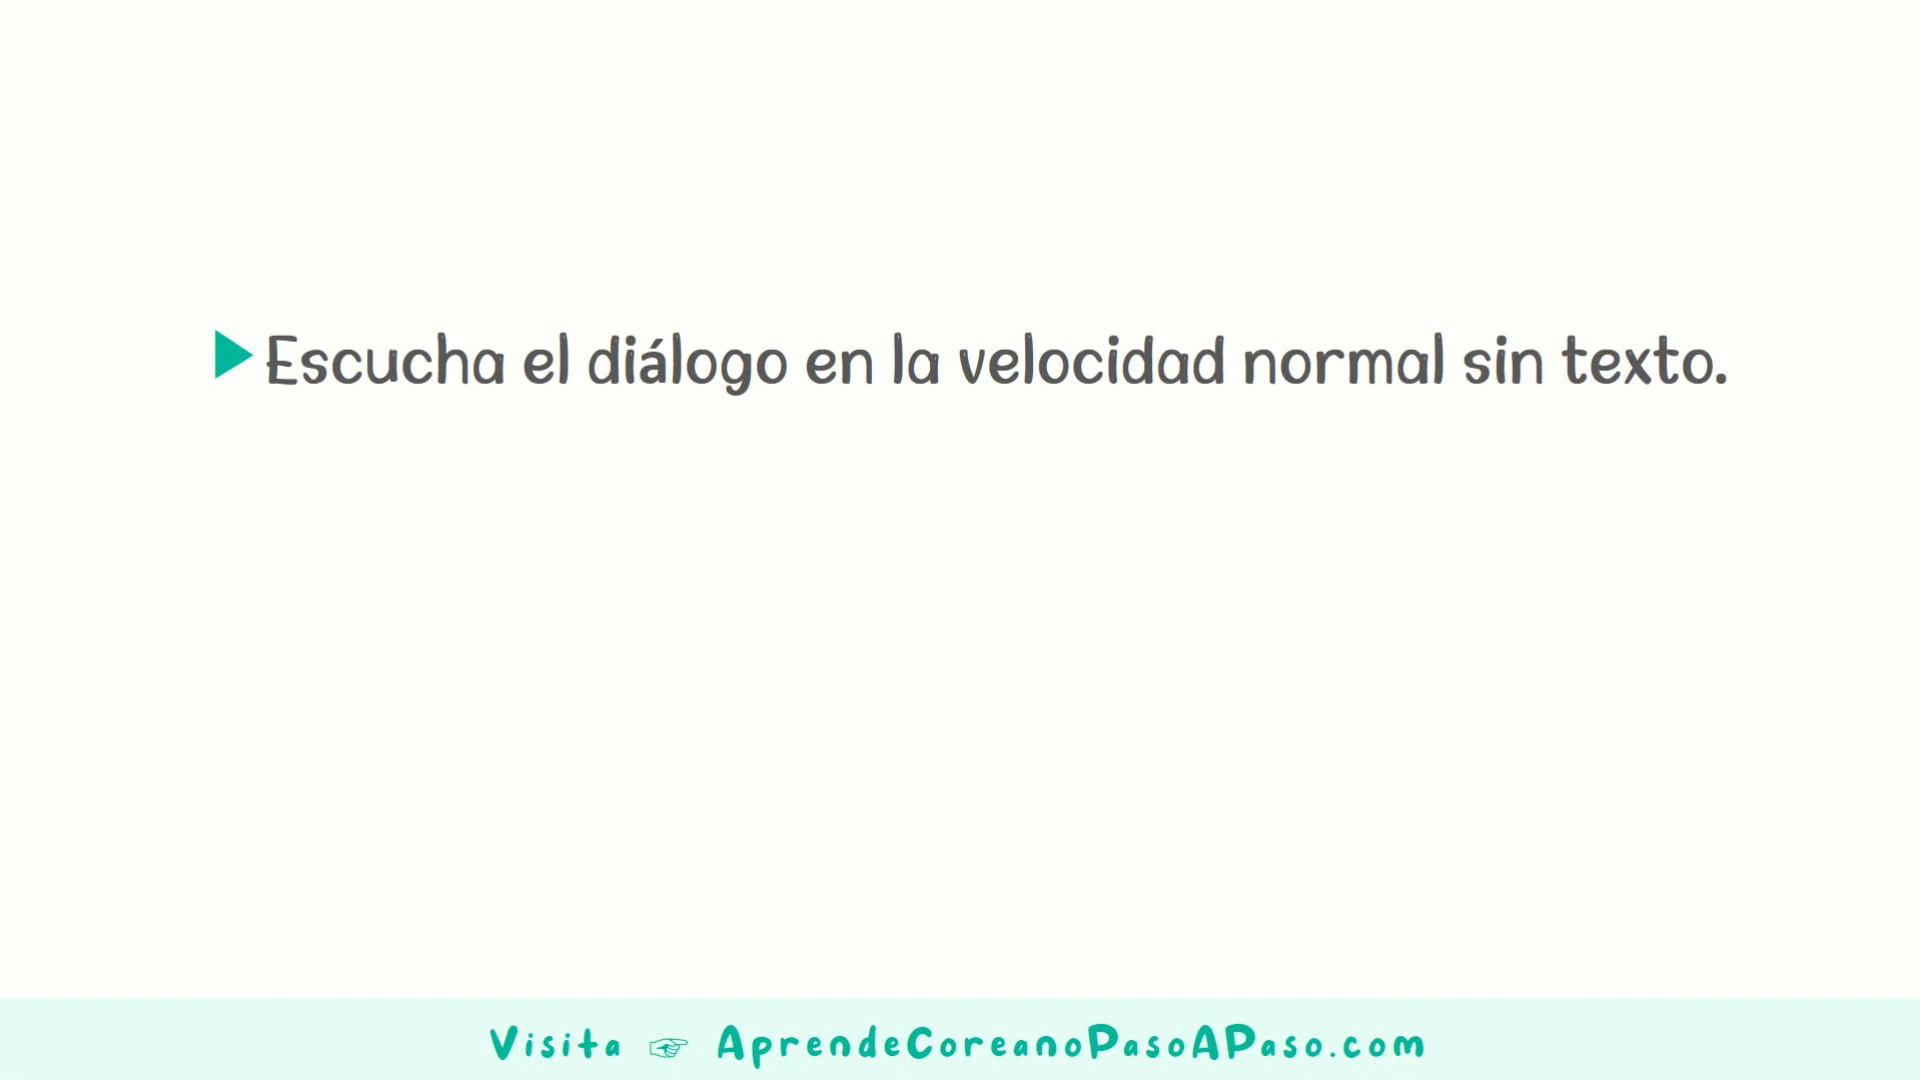 ▶Escucha el diálogo en la velocidad normal sin texto.
Visita ☞ AprendeCoreanoPasoAPaso.com